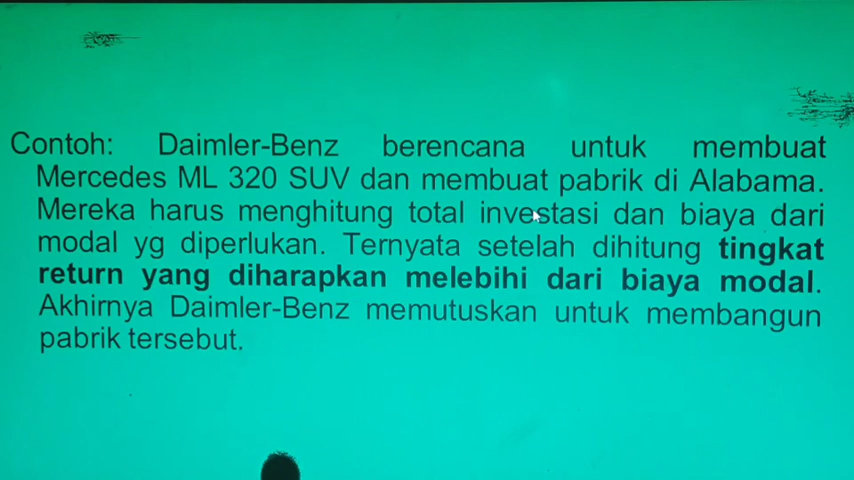 Contoh: Daimler-Benz berencana untuk membuat
Mercedes ML 320 SUV dan membuat pabrik di Alabama.
Mereka harus menghitung total investasi dan biaya dari
modal yg diperlukan. Ternyata setelah dihitung tingkat
return yang diharapkan melebihi dari biaya modal.
Akhirnya Daimler-Benz memutuskan untuk membangun
pabrik tersebut.